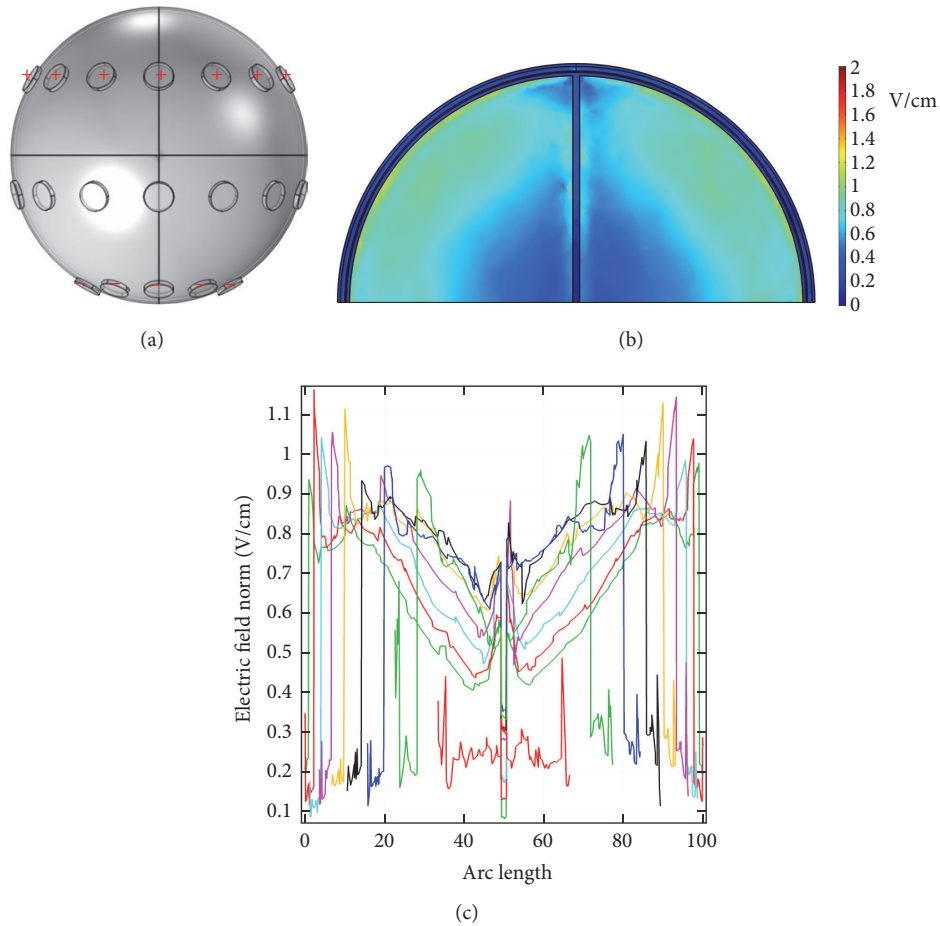 + + + + + + +
− − − −
(a)
2
1.8
1.6
1.4
1.2
1
0.8
0.6
0.4
0.2
0
V/cm
(b)
Electric field norm (V/cm)
1.1
1
0.9
0.8
0.7
0.6
0.5
0.4
0.3
0.2
0.1
0 20 40 60 80 100
Arc length
(c)